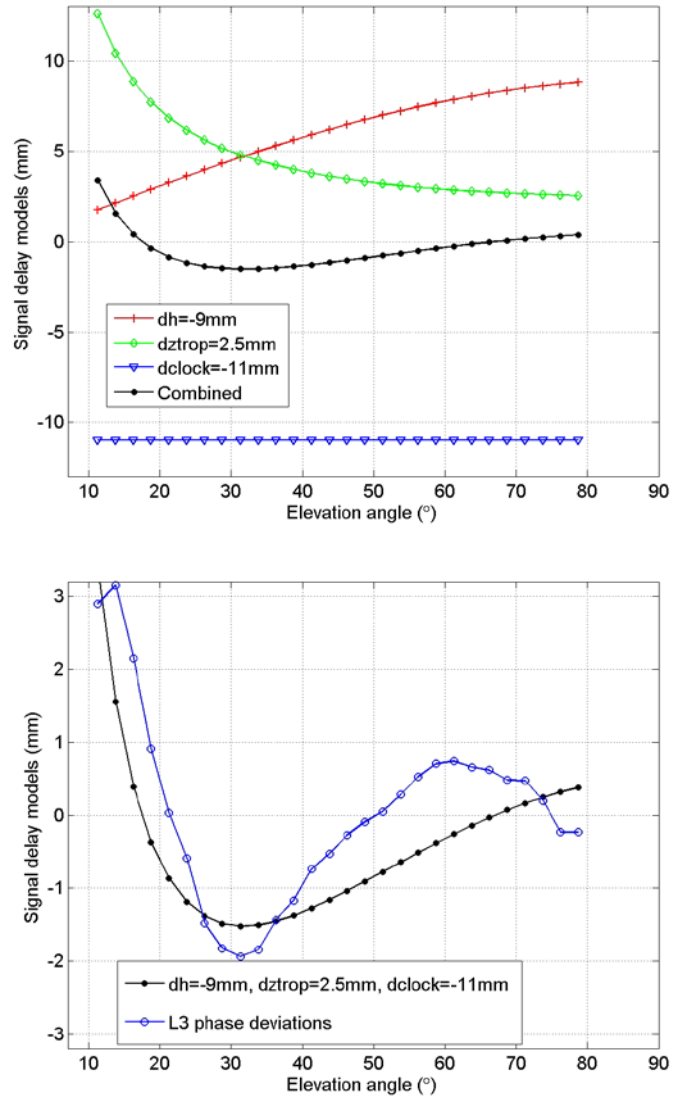 Signal delay models (mm)
10
5
0
-5
-10
dh=-9mm
dztrop=2.5mm
dclock=-11mm
Combined
10 20 30 40 50 60 70 80 90
Elevation angle (°)
Signal delay models (mm)
3
2
1
0
-1
-2
-3
dh=-9mm, dztrop=2.5mm, dclock=-11mm
L3 phase deviations
10 20 30 40 50 60 70 80 90
Elevation angle (°)